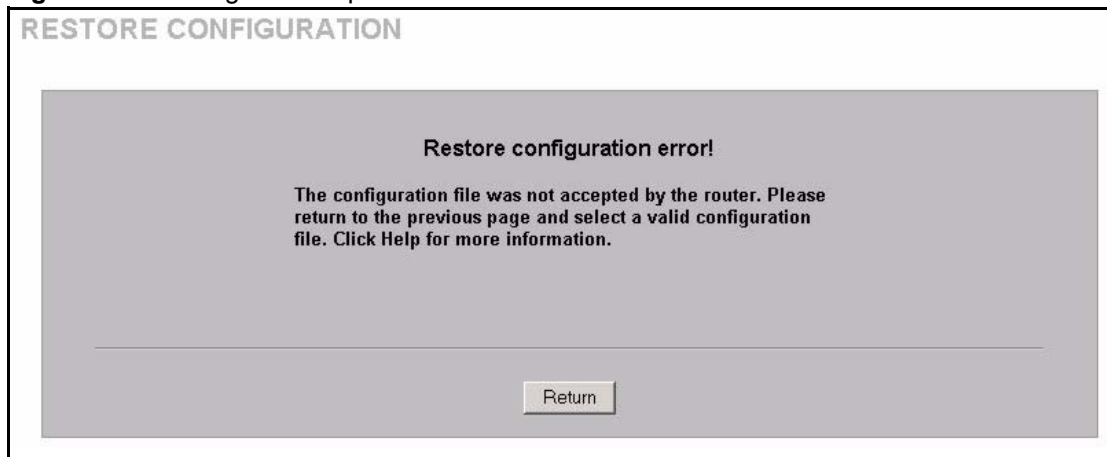 RESTORE CONFIGURATION
Restore configuration error!
The configuration file was not accepted by the router. Please
return to the previous page and select a valid configuration
file. Click Help for more information.
Return